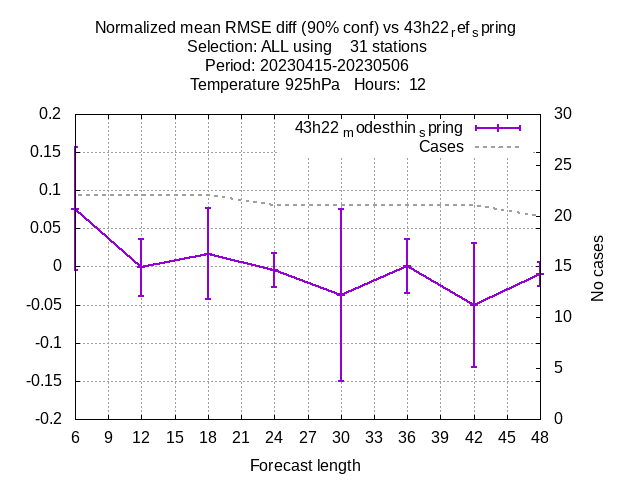 Normalized mean RMSE diff (90% conf) vs 43h22refspring
Selection: ALL using 31 stations
Period: 20230415-20230506
Temperature 925hPa Hours: 12
43h22modesthinspring
Cases
0.2
0.15
0.1
0.05
0
-0.05
-0.1
-0.15
-0.2
30
25
20
15
10
5
0
No cases
6 9 12 15 18 21 24 27 30 33 36 39 42 45 48
Forecast length